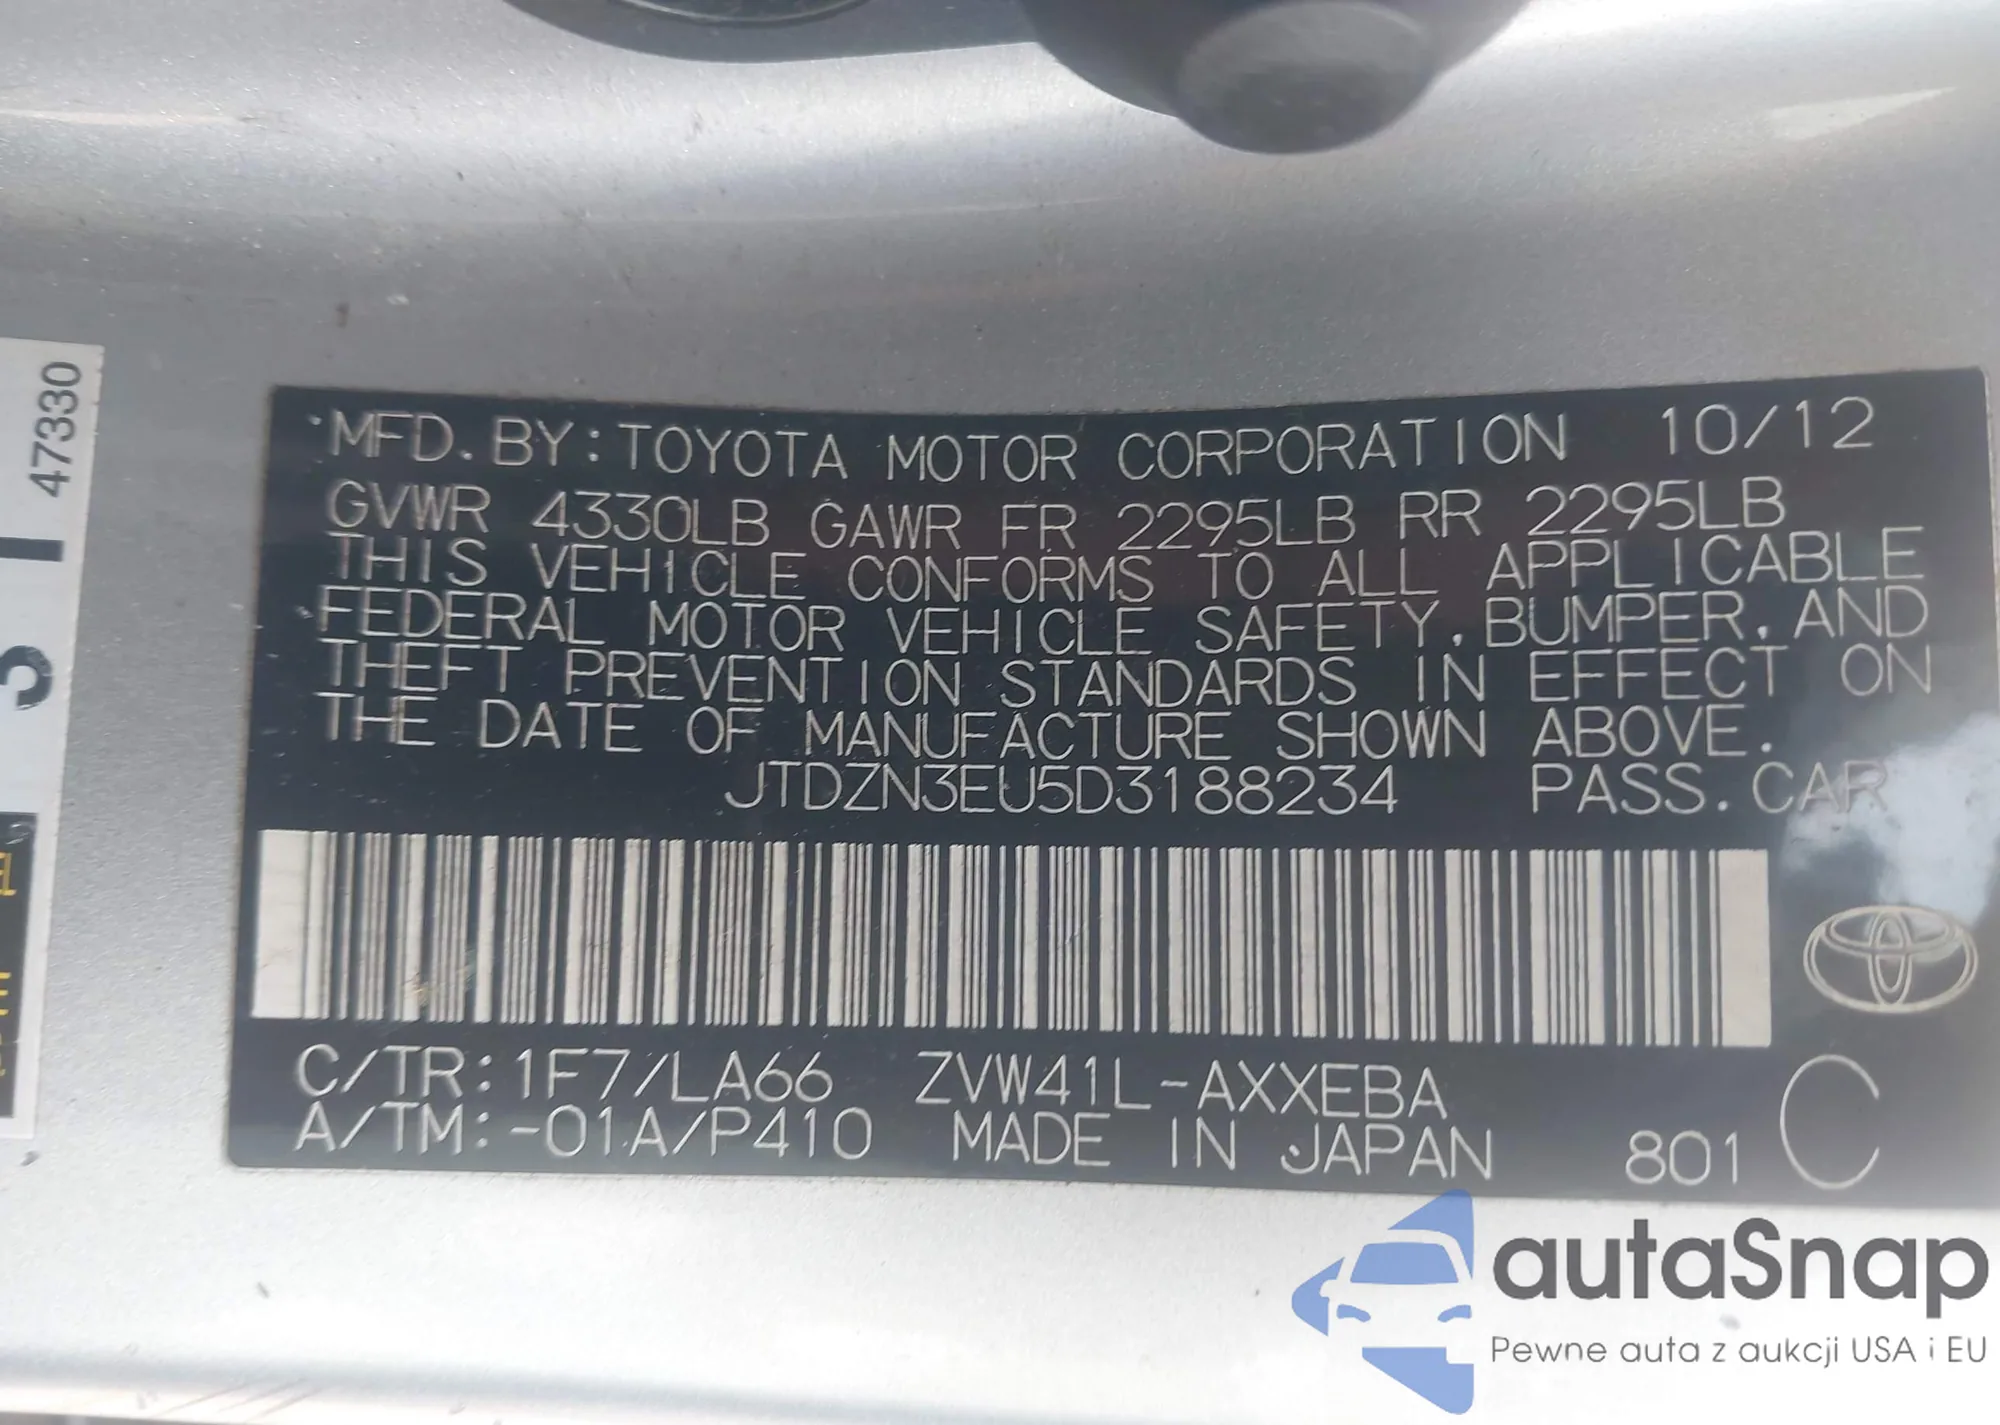 47330
MFD. BY: TOYOTA MOTOR CORPORATION 10/12
GVWR 4330LB GAWR FR 2295LB RR 2295LB
THIS VEHICLE CONFORMS TO ALL APPLICABLE
FEDERAL MOTOR VEHICLE SAFETY, BUMPER, AND
THEFT PREVENTION STANDARDS IN EFFECT ON
THE DATE OF MANUFACTURE SHOWN ABOVE.
JTDZN3EU5D3188234 PASS. CAR
C/TR: 1F7/LA66 ZVW41L-AXXEBA
A/TM: -01A/P410 MADE IN JAPAN 801 C
autaSnap
Pewne auta z aukcji USA i EU